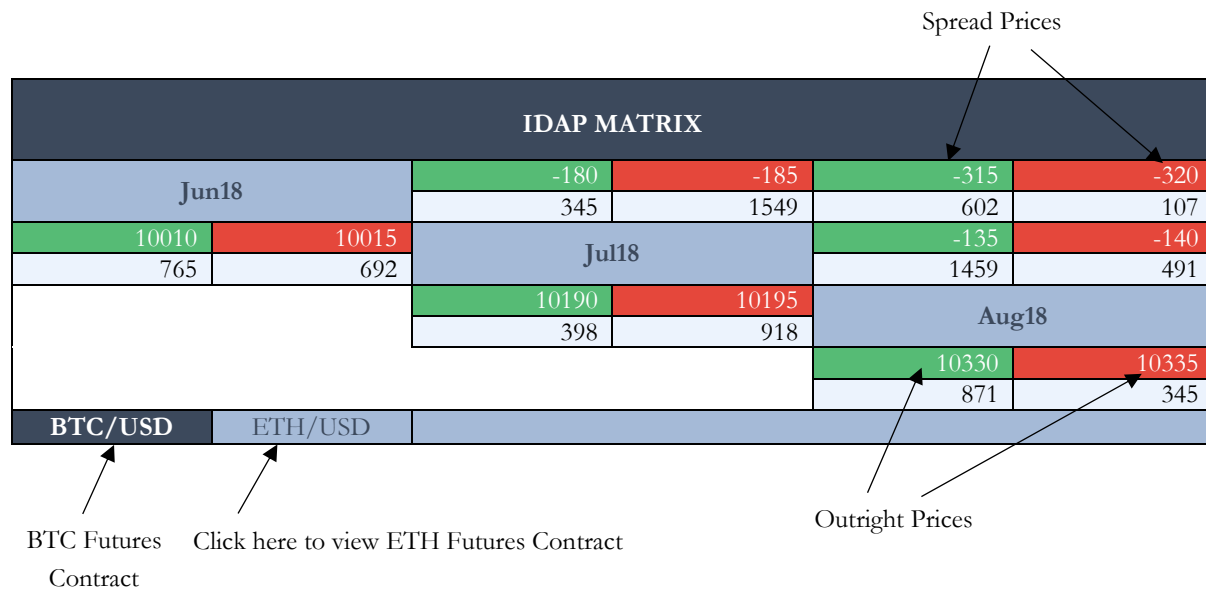 Spread Prices
IDAP MATRIX
Jun18
-180 -185 -315 -320
345 1549 602 107
10010 10015 Jul18 -135 -140
765 692 1459 491
10190 10195 Aug18
398 918
10330 10335
871 345
BTC/USD ETH/USD
BTC Futures
Contract
Click here to view ETH Futures Contract
Outright Prices